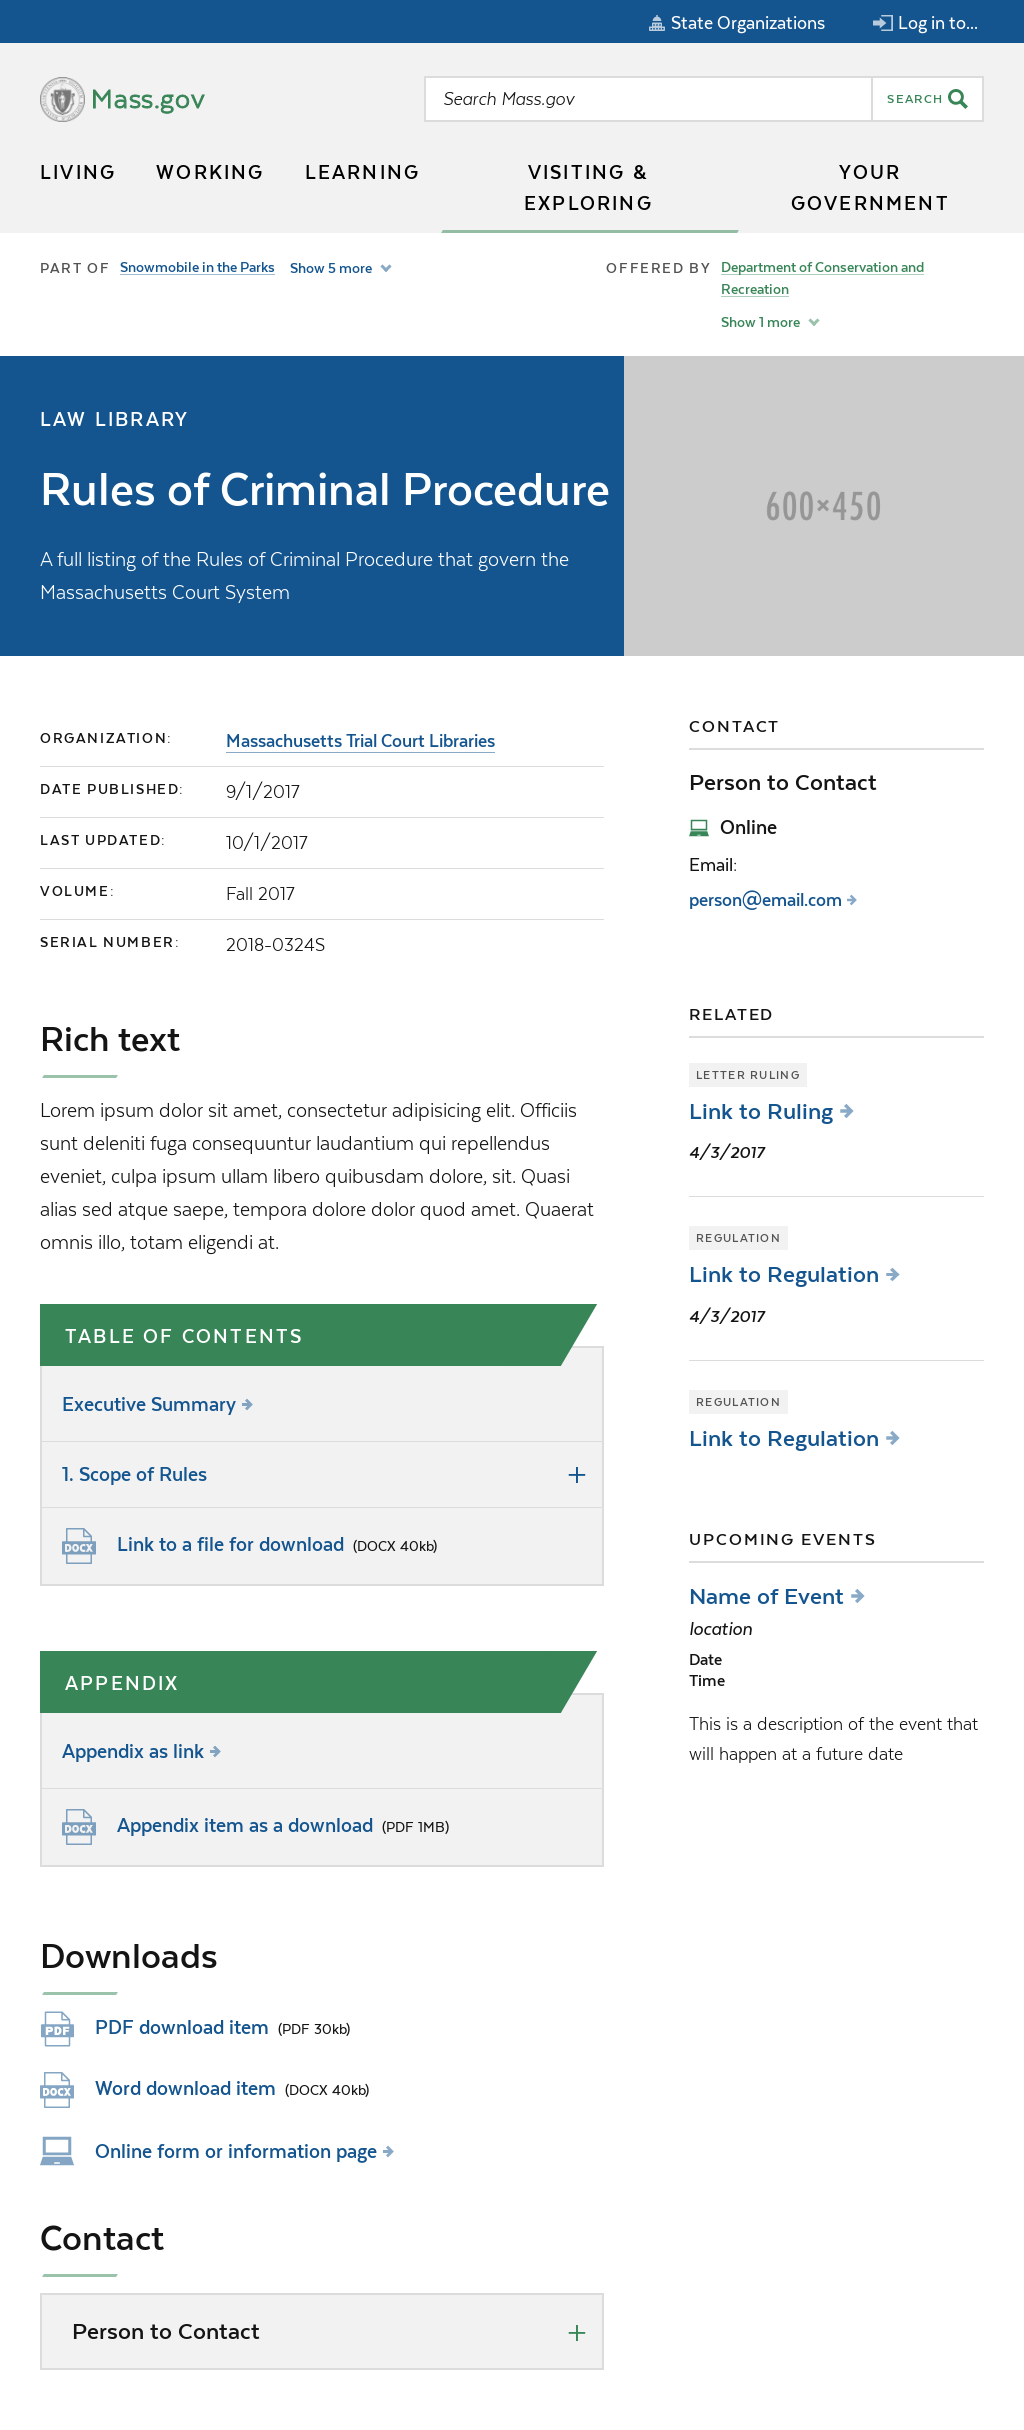 State Organizations
Log in to...
Mass.gov
Search Mass.gov
SEARCH
LIVING
WORKING
LEARNING
VISITING &
EXPLORING
YOUR
GOVERNMENT
PART OF
Snowmobile in the Parks
Show 5 more
OFFERED BY
Department of Conservation and
Recreation
Show 1 more
LAW LIBRARY
Rules of Criminal Procedure
A full listing of the Rules of Criminal Procedure that govern the
Massachusetts Court System
600×450
ORGANIZATION:
Massachusetts Trial Court Libraries
DATE PUBLISHED:
9/1/2017
LAST UPDATED:
10/1/2017
VOLUME:
Fall 2017
SERIAL NUMBER:
2018-0324S
Rich text
Lorem ipsum dolor sit amet, consectetur adipisicing elit. Officiis
sunt deleniti fuga consequuntur laudantium qui repellendus
eveniet, culpa ipsum ullam libero quibusdam dolore, sit. Quasi
alias sed atque saepe, tempora dolore dolor quod amet. Quaerat
omnis illo, totam eligendi at.
TABLE OF CONTENTS
Executive Summary
1. Scope of Rules
DOCX
Link to a file for download (DOCX 40kb)
APPENDIX
Appendix as link
DOCX
Appendix item as a download (PDF 1MB)
Downloads
PDF
PDF download item (PDF 30kb)
DOCX
Word download item (DOCX 40kb)
Online form or information page
Contact
Person to Contact
CONTACT
Person to Contact
Online
Email:
person@email.com
RELATED
LETTER RULING
Link to Ruling
4/3/2017
REGULATION
Link to Regulation
4/3/2017
REGULATION
Link to Regulation
UPCOMING EVENTS
Name of Event
location
Date
Time
This is a description of the event that
will happen at a future date